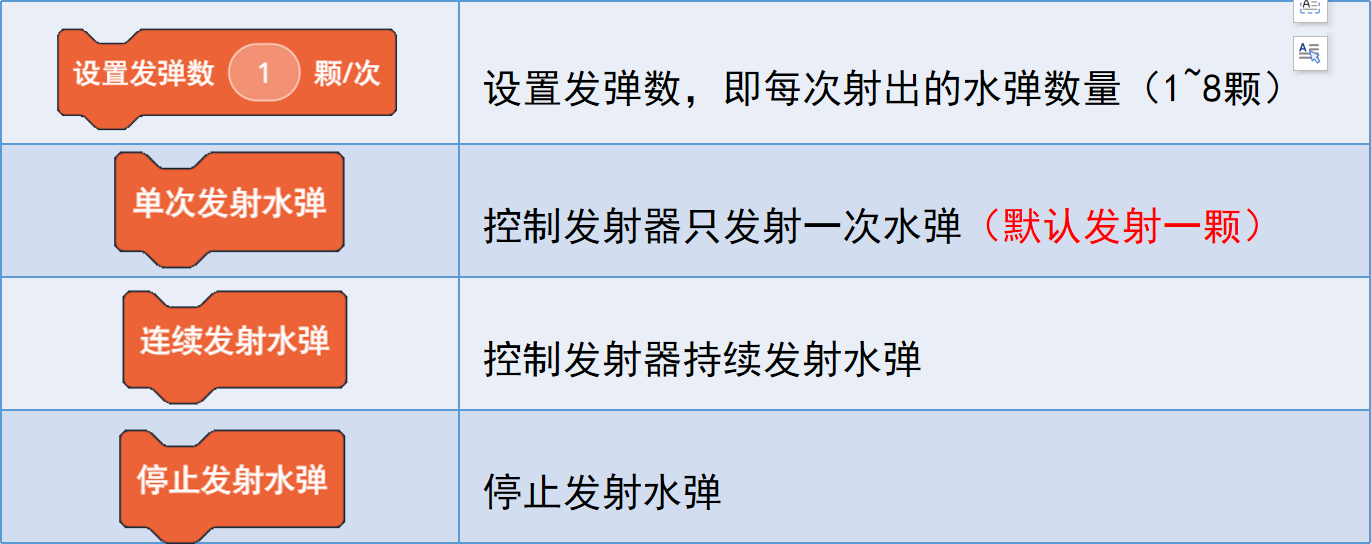 设置发弹数 1 颗/次
设置发弹数，即每次射出的水弹数量（1~8颗）
单次发射水弹
控制发射器只发射一次水弹（默认发射一颗）
连续发射水弹
控制发射器持续发射水弹
停止发射水弹
停止发射水弹
A
A